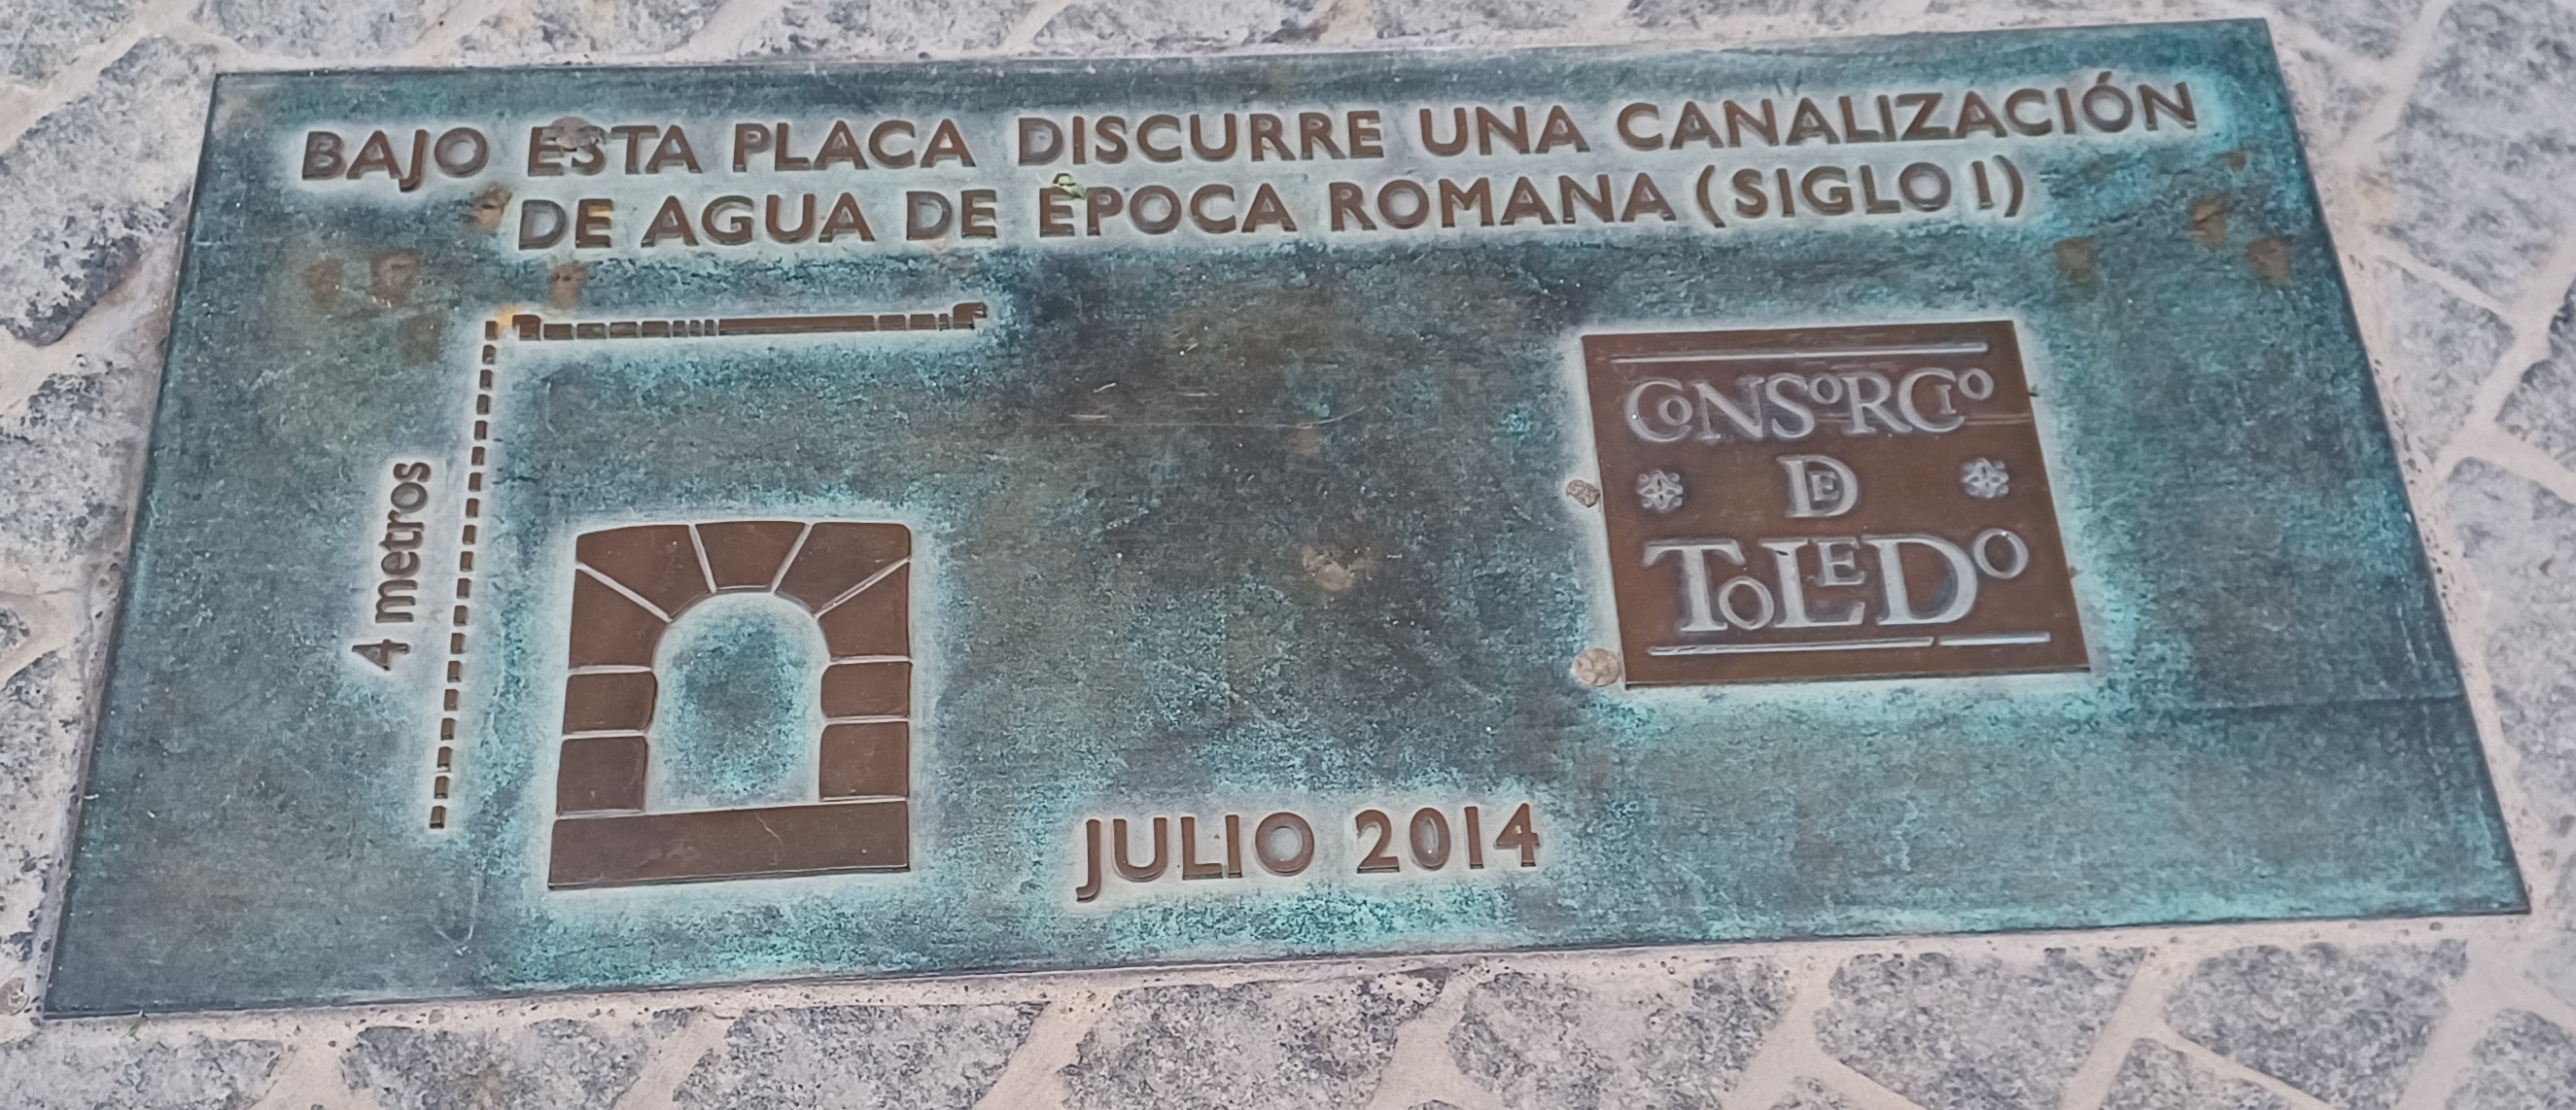 BAJO ESTA PLACA DISCURRE UNA CANALIZACIÓN
DE AGUA DE ÉPOCA ROMANA (SIGLO I)
4 metros
CONSORCIO
DE
TOLEDO
JULIO 2014